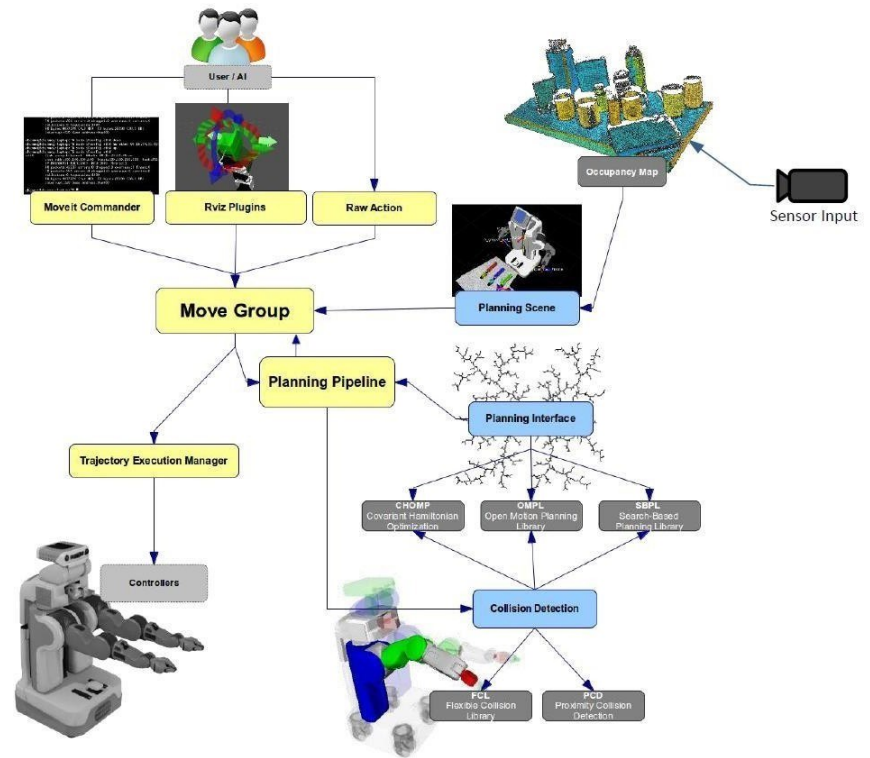 User / AI
MoveIt Commander
Rviz Plugins
Raw Action
Occupancy Map
Sensor Input
Move Group
Planning Scene
Planning Pipeline
Planning Interface
Trajectory Execution Manager
CHOMP
Covariant Hamiltonian
Optimization
OMPL
Open Motion Planning
Library
SBPL
Search-Based
Planning Library
Controllers
Collision Detection
FCL
Flexible Collision
Library
PCD
Proximity Collision
Detection